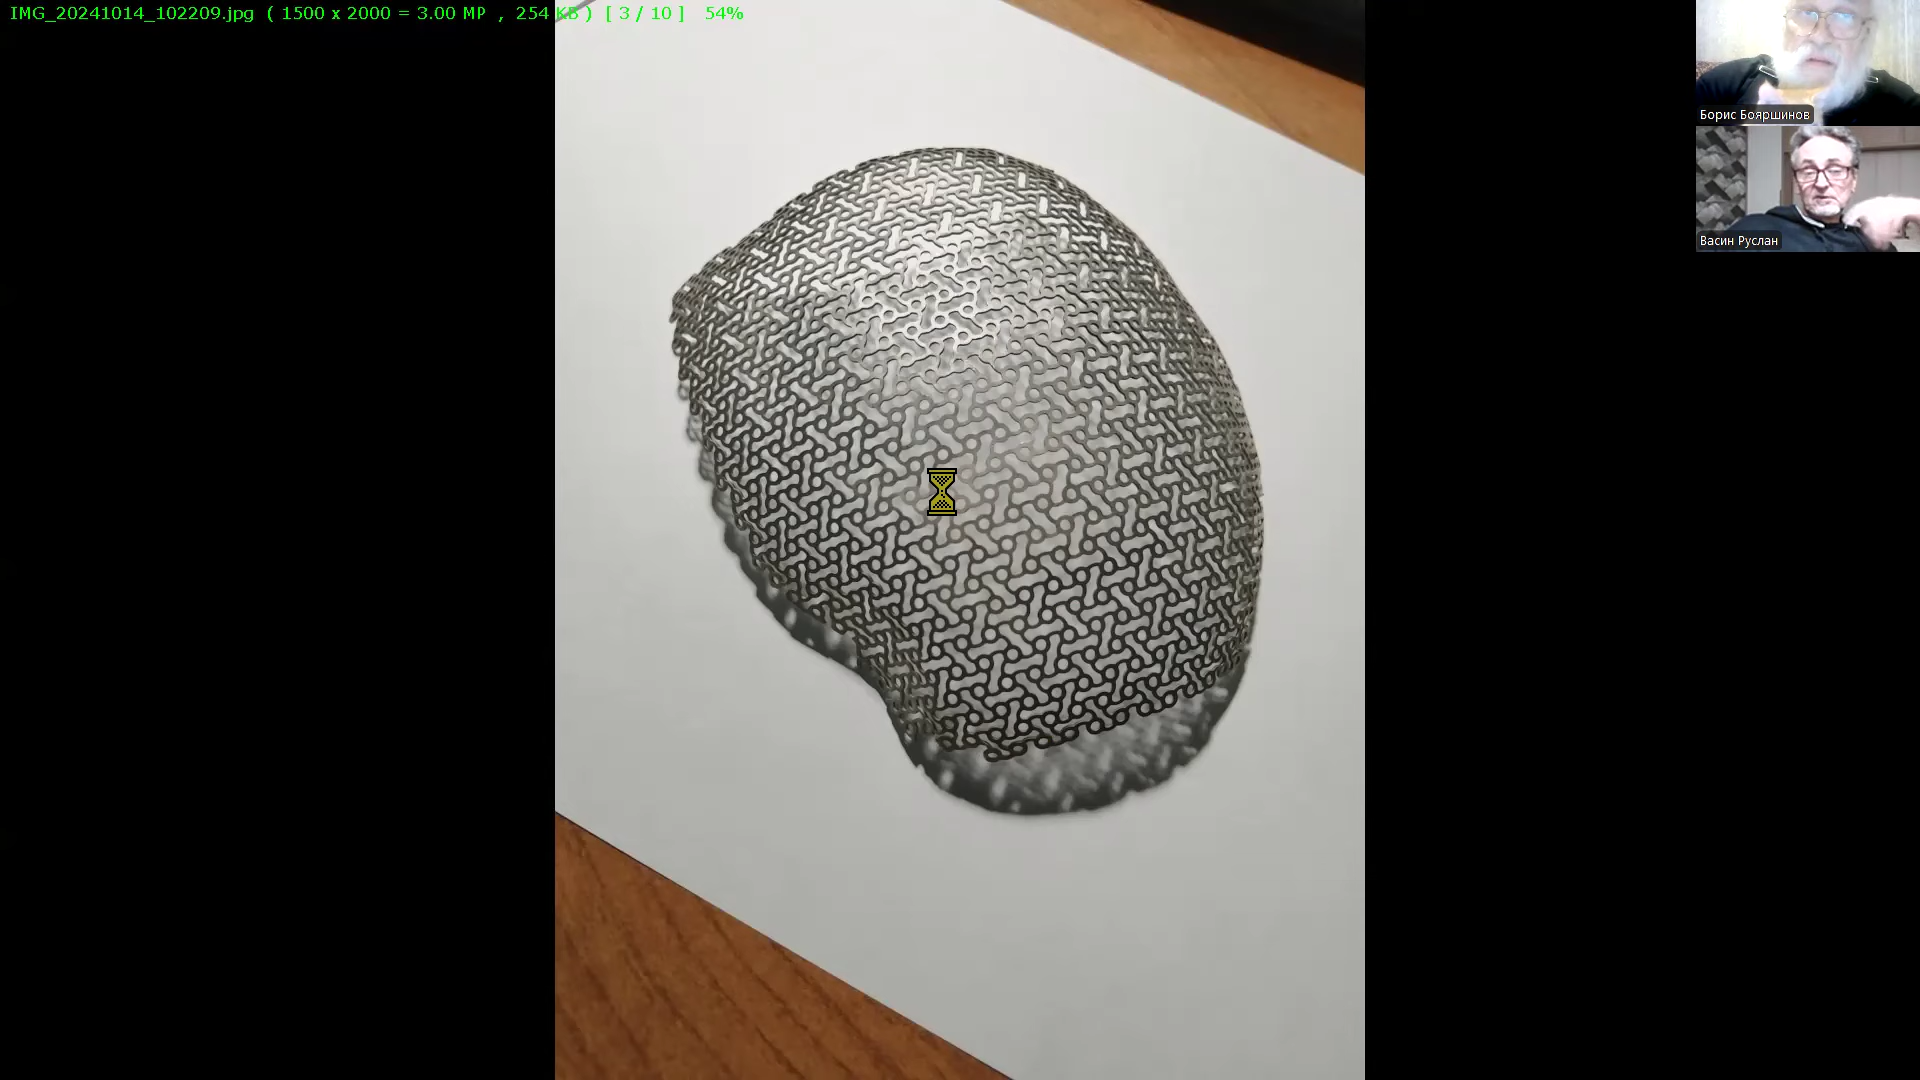 IMG_20241014_102209.jpg ( 1500 x 2000 = 3.00 MP , 254 KB ) [ 3 / 10 ] 54%
Борис Бояршинов
Васин Руслан